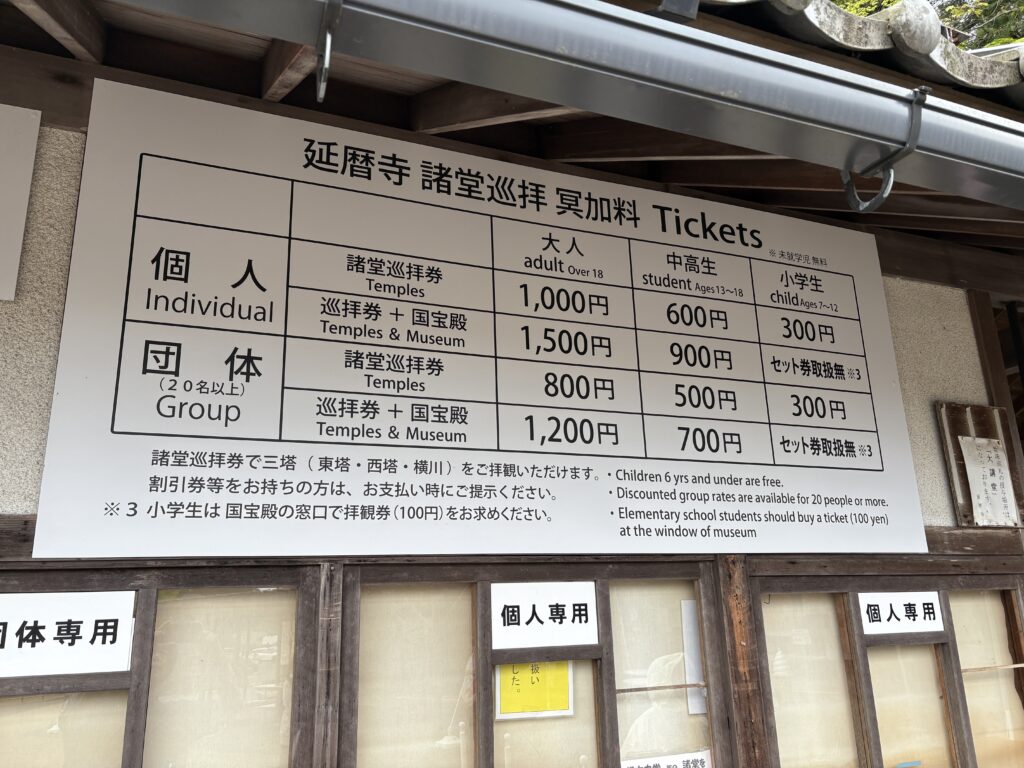 延暦寺 諸堂巡拝 冥加料 Tickets
※ 未就学児 無料
大人 中高生 小学生
adult Over 18 student Ages13～18 child Ages 7～12
個人 Individual
諸堂巡拝券 Temples 1,000円 600円 300円
巡拝券 + 国宝殿 Temples & Museum 1,500円 900円 セット券取扱無 ※3
団体 (20名以上) Group
諸堂巡拝券 Temples 800円 500円 300円
巡拝券 + 国宝殿 Temples & Museum 1,200円 700円 セット券取扱無 ※3
諸堂巡拝券で三塔（東塔・西塔・横川）をご拝観いただけます。
割引券等をお持ちの方は、お支払い時にご提示ください。
※３ 小学生は 国宝殿の窓口で拝観券（100円）をお求めください。
・Children 6 yrs and under are free.
・Discounted group rates are available for 20 people or more.
・Elementary school students should buy a ticket (100 yen)
at the window of museum
団体専用
個人専用
個人専用
扱い
した。
大講堂